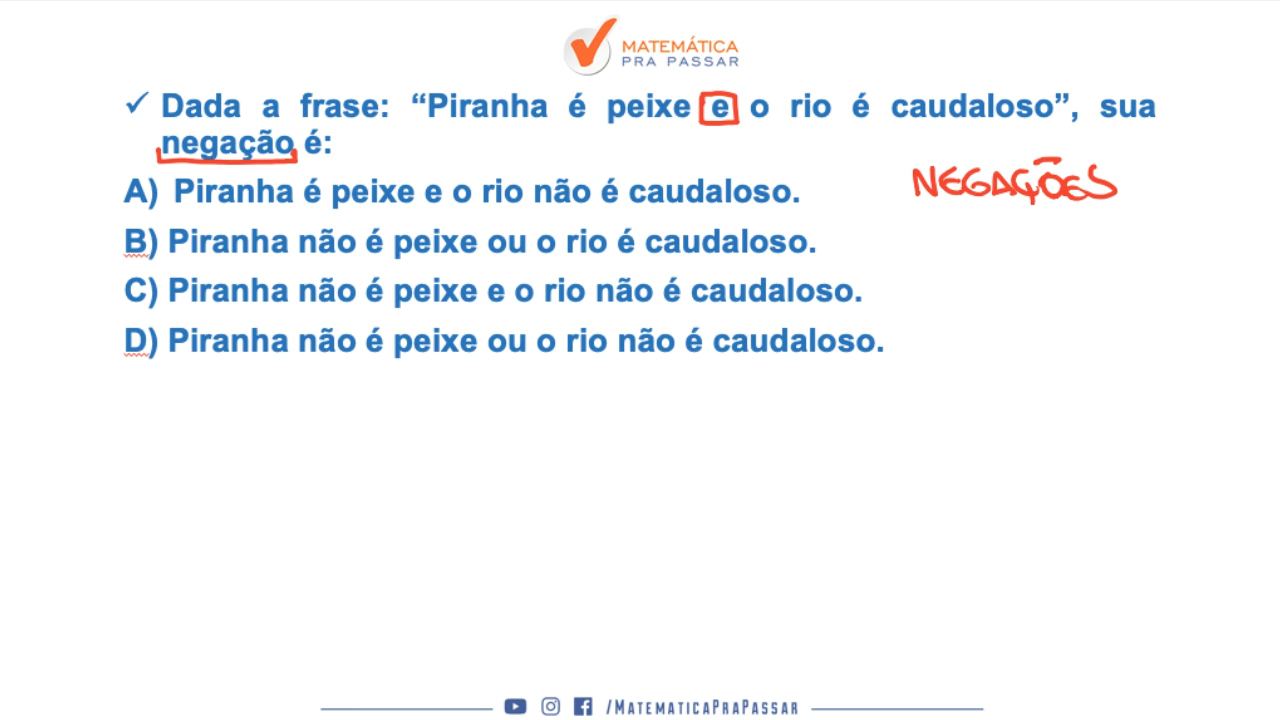 MATEMÁTICA
PRA PASSAR
✓ Dada a frase: “Piranha é peixe e o rio é caudaloso”, sua
negação é:
A) Piranha é peixe e o rio não é caudaloso.
NEGAÇÕES
B) Piranha não é peixe ou o rio é caudaloso.
C) Piranha não é peixe e o rio não é caudaloso.
D) Piranha não é peixe ou o rio não é caudaloso.
/MATEMATICAPRAPASSAR